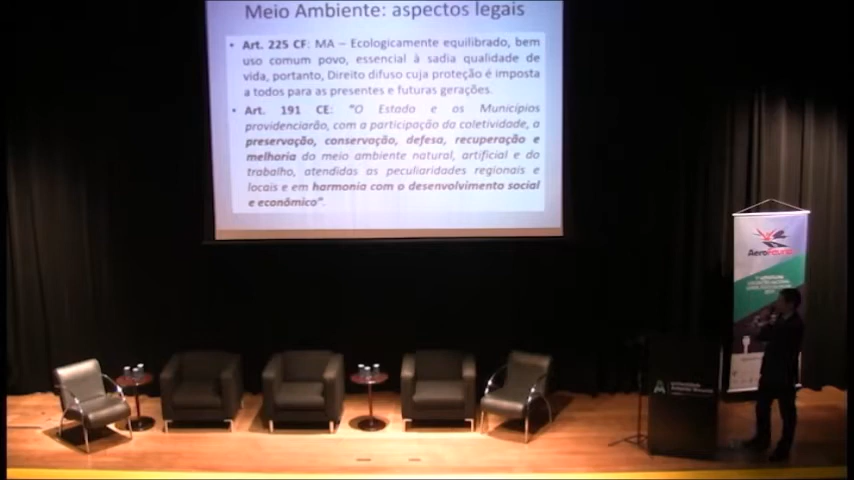 Meio Ambiente: aspectos legais
• Art. 225 CF: MA – Ecologicamente equilibrado, bem
uso comum povo, essencial à sadia qualidade de
vida, portanto, Direito difuso cuja proteção é imposta
a todos para as presentes e futuras gerações.
• Art. 191 CE: "O Estado e os Municípios
providenciarão, com a participação da coletividade, a
preservação, conservação, defesa, recuperação e
melhoria do meio ambiente natural, artificial e do
trabalho, atendidas as peculiaridades regionais e
locais e em harmonia com o desenvolvimento social
e econômico".
AeroFauna